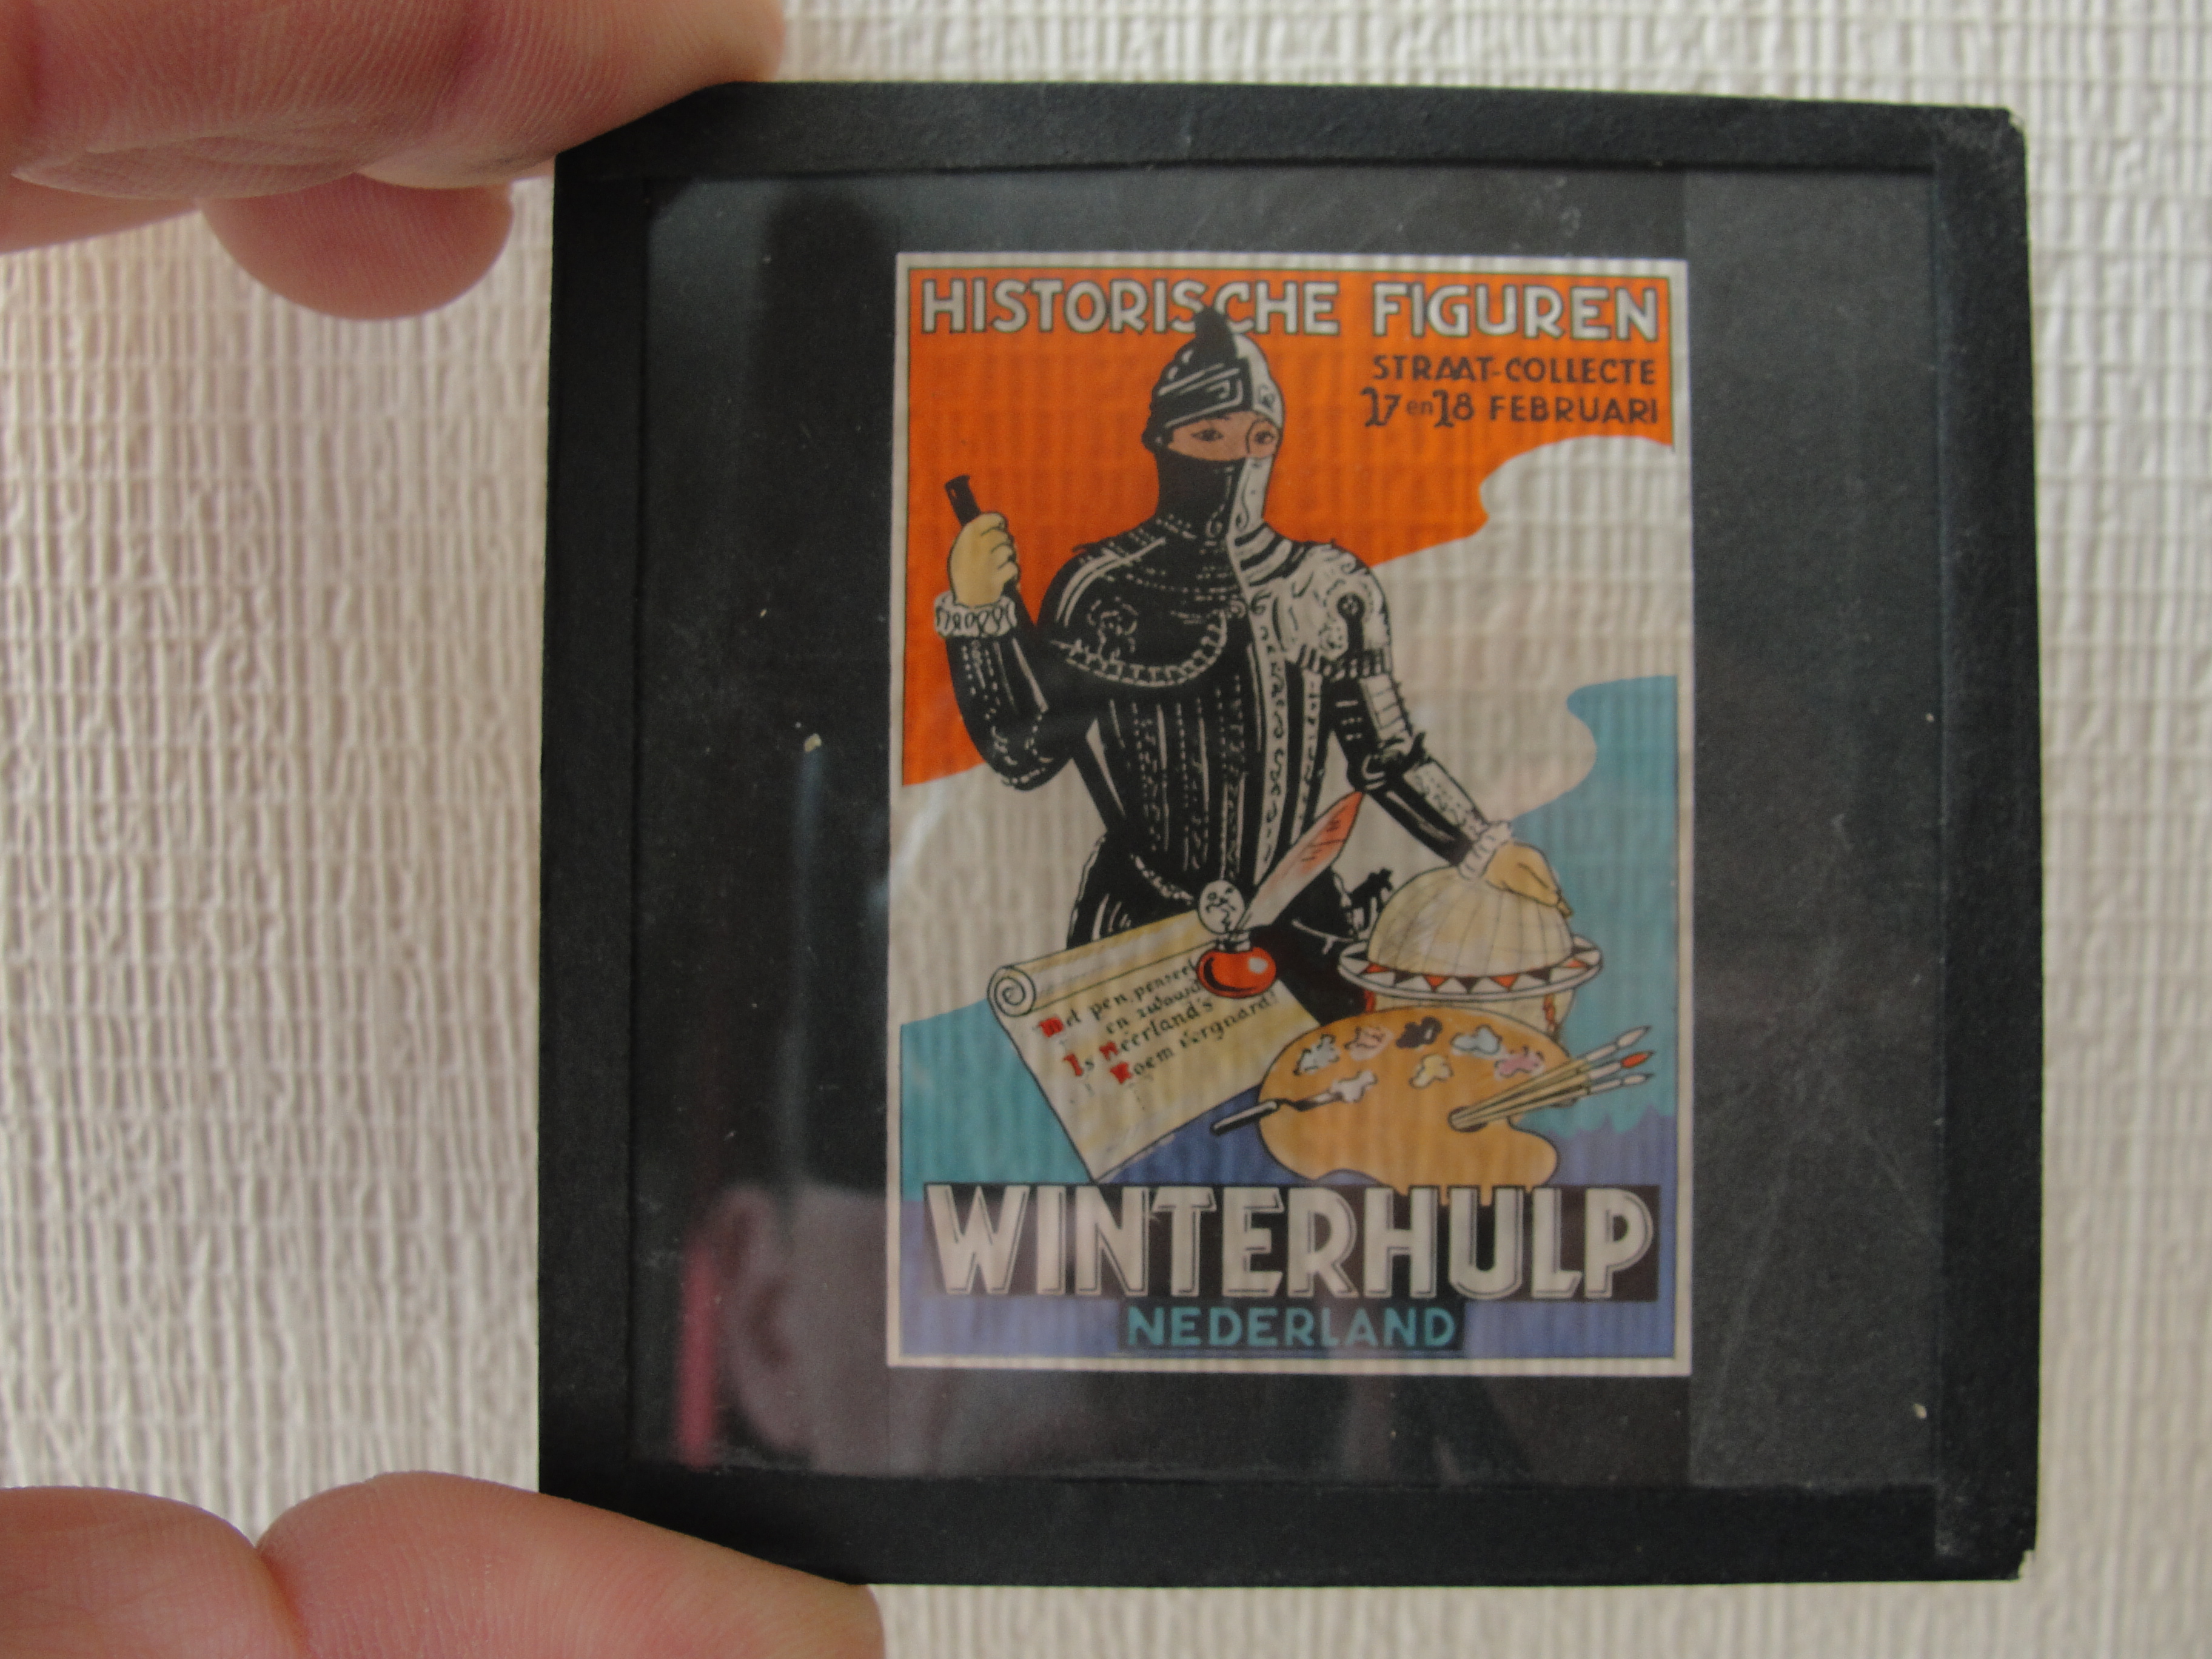 HISTORISCHE FIGUREN
STRAAT-COLLECTE
17 en 18 FEBRUARI
Met pen, penseel
en zwaard
Is Neerland's
Roem vergaard!
WINTERHULP
NEDERLAND